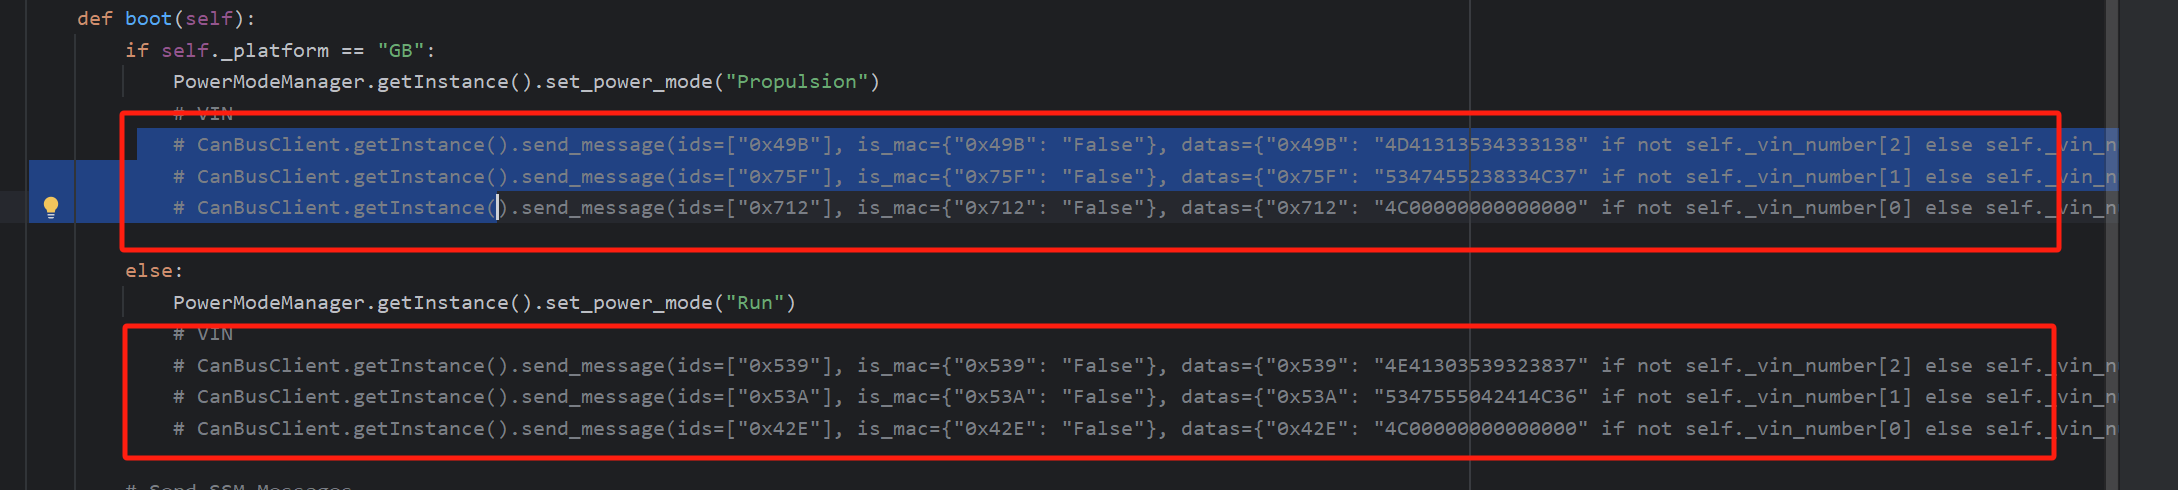 def boot(self):
if self._platform == "GB":
PowerModeManager.getInstance().set_power_mode("Propulsion")
# VIN
# CanBusClient.getInstance().send_message(ids=["0x49B"], is_mac={"0x49B": "False"}, datas={"0x49B": "4D41313534333138" if not self._vin_number[2] else self._vin_n
# CanBusClient.getInstance().send_message(ids=["0x75F"], is_mac={"0x75F": "False"}, datas={"0x75F": "5347455238334C37" if not self._vin_number[1] else self._vin_n
# CanBusClient.getInstance().send_message(ids=["0x712"], is_mac={"0x712": "False"}, datas={"0x712": "4C00000000000000" if not self._vin_number[0] else self._vin_n
else:
PowerModeManager.getInstance().set_power_mode("Run")
# VIN
# CanBusClient.getInstance().send_message(ids=["0x539"], is_mac={"0x539": "False"}, datas={"0x539": "4E41303539323837" if not self._vin_number[2] else self._vin_n
# CanBusClient.getInstance().send_message(ids=["0x53A"], is_mac={"0x53A": "False"}, datas={"0x53A": "5347555042414C36" if not self._vin_number[1] else self._vin_n
# CanBusClient.getInstance().send_message(ids=["0x42E"], is_mac={"0x42E": "False"}, datas={"0x42E": "4C00000000000000" if not self._vin_number[0] else self._vin_n
# Send SSM Messages